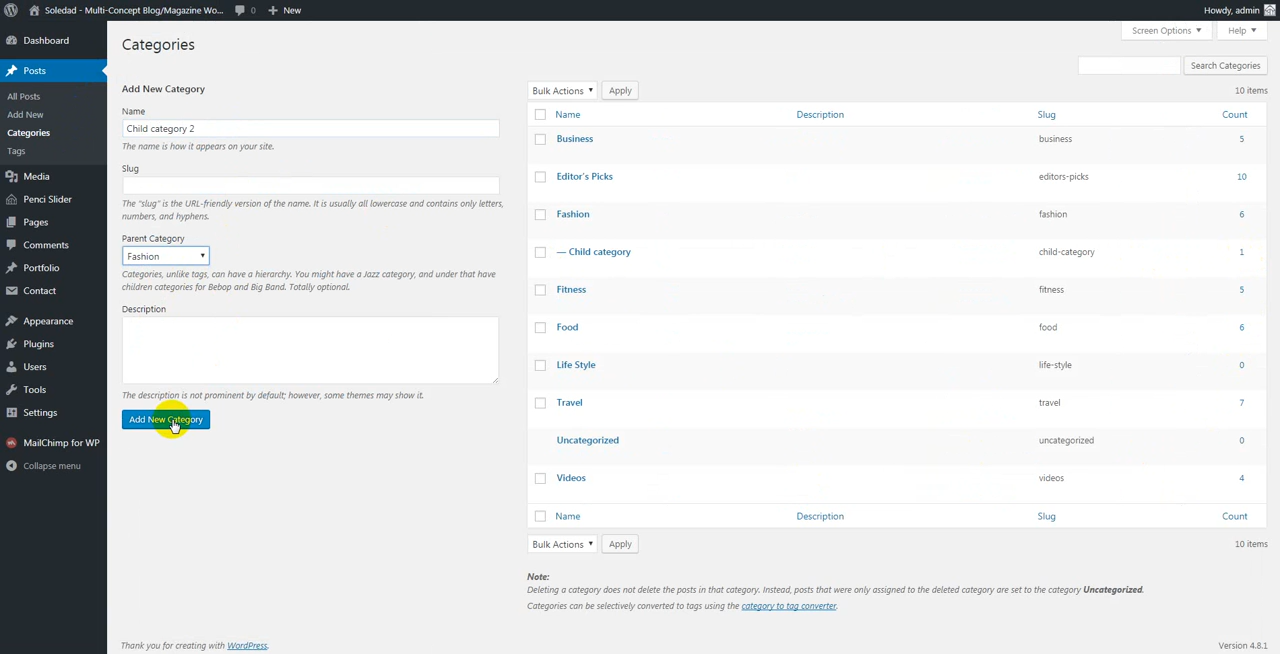 Soledad - Multi-Concept Blog/Magazine Wo... 0 New Howdy, admin
Dashboard
Posts
All Posts
Add New
Categories
Tags
Media
Penci Slider
Pages
Comments
Portfolio
Contact
Appearance
Plugins
Users
Tools
Settings
MailChimp for WP
Collapse menu
Screen Options Help
Categories
Search Categories
Add New Category
Name
Child category 2
The name is how it appears on your site.
Slug
The “slug” is the URL-friendly version of the name. It is usually all lowercase and contains only letters,
numbers, and hyphens.
Parent Category
Fashion
Categories, unlike tags, can have a hierarchy. You might have a Jazz category, and under that have
children categories for Bebop and Big Band. Totally optional.
Description
The description is not prominent by default; however, some themes may show it.
Add New Category
Bulk Actions Apply 10 items
Name Description Slug Count
Business business 5
Editor's Picks editors-picks 10
Fashion fashion 6
— Child category child-category 1
Fitness fitness 5
Food food 6
Life Style life-style 0
Travel travel 7
Uncategorized uncategorized 0
Videos videos 4
Name Description Slug Count
Bulk Actions Apply 10 items
Note:
Deleting a category does not delete the posts in that category. Instead, posts that were only assigned to the deleted category are set to the category Uncategorized.
Categories can be selectively converted to tags using the category to tag converter.
Thank you for creating with WordPress. Version 4.8.1